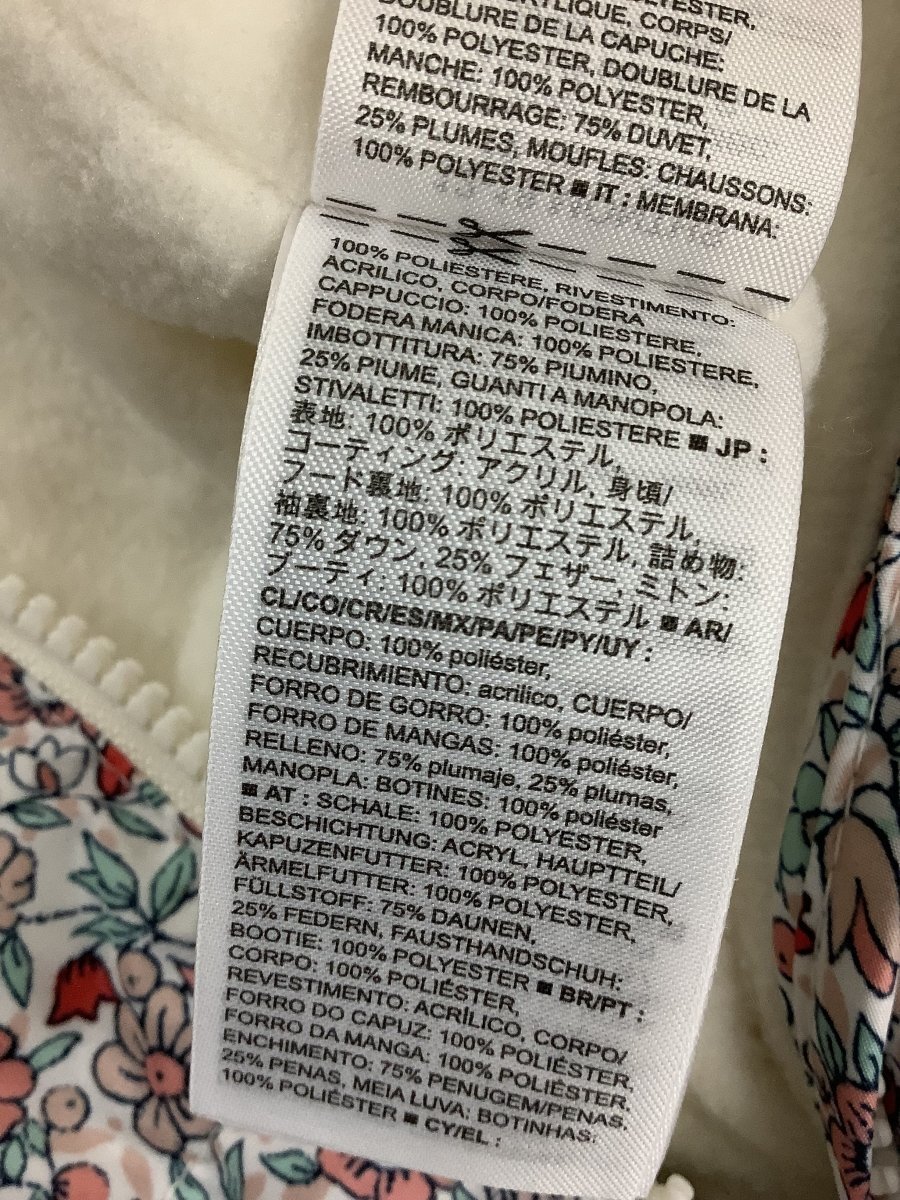 POLYESTER,
RYLIQUE, CORPS/
DOUBLURE DE LA CAPUCHE:
100% POLYESTER, DOUBLURE DE LA
MANCHE: 100% POLYESTER,
REMBOURRAGE: 75% DUVET,
25% PLUMES, MOUFLES: CHAUSSONS:
100% POLYESTER ■ IT : MEMBRANA:
100% POLIESTERE, RIVESTIMENTO:
ACRILICO, CORPO/FODERA
CAPPUCCIO: 100% POLIESTERE,
FODERA MANICA: 100% POLIESTERE,
IMBOTTITURA: 75% PIUMINO,
25% PIUME, GUANTI A MANOPOLA:
STIVALETTI: 100% POLIESTERE ■ JP :
表地: 100% ポリエステル,
コーティング: アクリル, 身頃/
フード裏地: 100% ポリエステル,
袖裏地: 100% ポリエステル, 詰め物:
75% ダウン, 25% フェザー, ミトン:
ブーティ: 100% ポリエステル ■ AR/
CL/CO/CR/ES/MX/PA/PE/PY/UY :
CUERPO: 100% poliéster,
RECUBRIMIENTO: acrilico, CUERPO/
FORRO DE GORRO: 100% poliéster,
FORRO DE MANGAS: 100% poliéster,
RELLENO: 75% plumaje, 25% plumas,
MANOPLA: BOTINES: 100% poliéster
■ AT : SCHALE: 100% POLYESTER,
BESCHICHTUNG: ACRYL, HAUPTTEIL/
KAPUZENFUTTER: 100% POLYESTER,
ÄRMELFUTTER: 100% POLYESTER,
FÜLLSTOFF: 75% DAUNEN,
25% FEDERN, FAUSTHANDSCHUH:
BOOTIE: 100% POLYESTER ■ BR/PT :
CORPO: 100% POLIÉSTER,
REVESTIMENTO: ACRÍLICO, CORPO/
FORRO DO CAPUZ: 100% POLIÉSTER,
FORRO DA MANGA: 100% POLIÉSTER,
ENCHIMENTO: 75% PENUGEM/PENAS,
25% PENAS, MEIA LUVA: BOTINHAS:
100% POLIÉSTER ■ CY/EL :